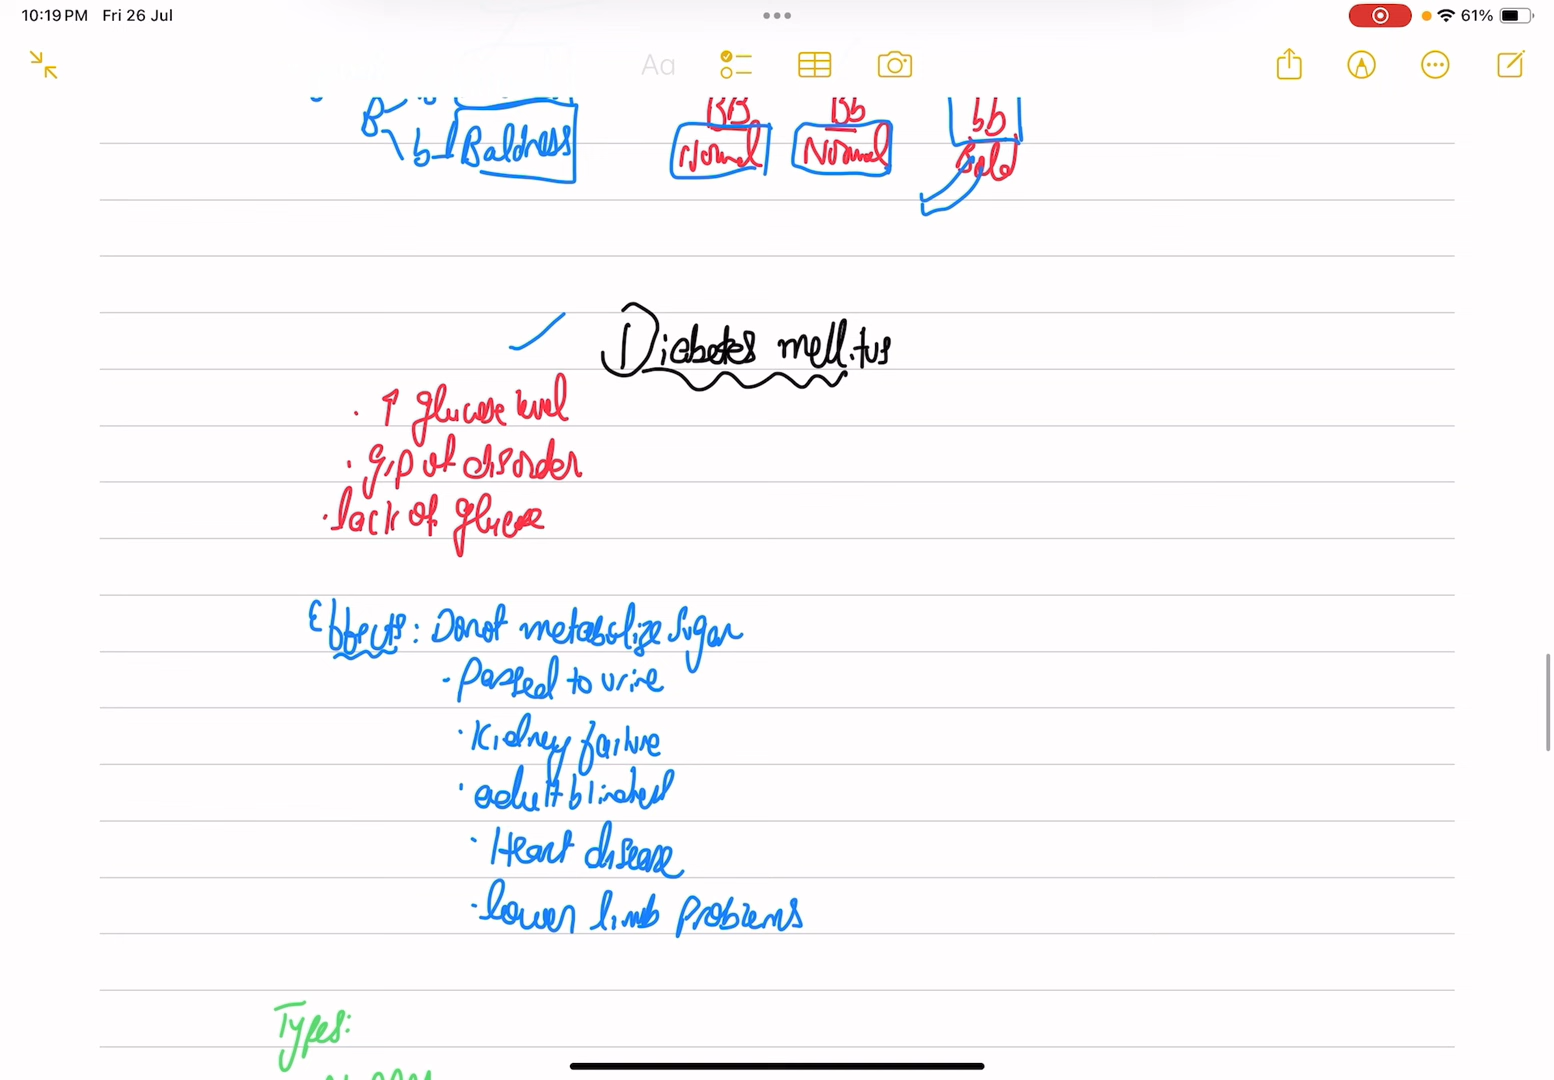 10:19 PM Fri 26 Jul
61%
Aa
BB Bb bb
B b Baldness Normal Normal Bald
Diabetes mellitus
. ↑ glucose level
. grp of disorder
. lack of glucose
Effects: Donot metabolize Sugar
- Passed to urine
. Kidney failure
. adult blindness
. Heart disease
. lower limb Problems
Types: